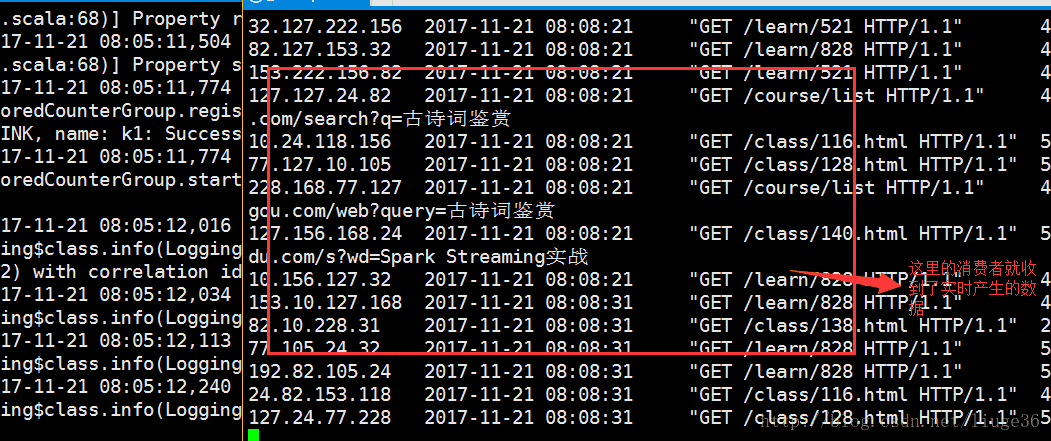 .scala:68)] Property r
17-11-21 08:05:11,504
.scala:68)] Property s
17-11-21 08:05:11,774
oredCounterGroup.regis
INK, name: k1: Success
17-11-21 08:05:11,774
oredCounterGroup.start
17-11-21 08:05:12,016
ing$class.info(Logging
2) with correlation id
17-11-21 08:05:12,034
ing$class.info(Logging
17-11-21 08:05:12,113
ing$class.info(Logging
17-11-21 08:05:12,240
ing$class.info(Logging
32.127.222.156 2017-11-21 08:08:21 "GET /learn/521 HTTP/1.1" 4
82.127.153.32 2017-11-21 08:08:21 "GET /learn/828 HTTP/1.1" 4
153.222.156.82 2017-11-21 08:08:21 "GET /learn/521 HTTP/1.1" 4
127.127.24.82 2017-11-21 08:08:21 "GET /course/list HTTP/1.1" 4
.com/search?q=古诗词鉴赏
10.24.118.156 2017-11-21 08:08:21 "GET /class/116.html HTTP/1.1" 5
77.127.10.105 2017-11-21 08:08:21 "GET /class/128.html HTTP/1.1" 5
228.168.77.127 2017-11-21 08:08:21 "GET /course/list HTTP/1.1" 4
gou.com/web?query=古诗词鉴赏
127.156.168.24 2017-11-21 08:08:21 "GET /class/140.html HTTP/1.1" 5
du.com/s?wd=Spark Streaming实战
10.156.127.32 2017-11-21 08:08:21 "GET /learn/828 HTTP/1.1" 4
153.10.127.168 2017-11-21 08:08:31 "GET /learn/828 HTTP/1.1" 4
82.10.228.31 2017-11-21 08:08:31 "GET /class/138.html HTTP/1.1" 2
77.105.24.32 2017-11-21 08:08:31 "GET /learn/828 HTTP/1.1" 5
192.82.105.24 2017-11-21 08:08:31 "GET /learn/828 HTTP/1.1" 5
24.82.153.118 2017-11-21 08:08:31 "GET /class/116.html HTTP/1.1" 4
127.24.77.228 2017-11-21 08:08:31 "GET /class/128.html HTTP/1.1" 5
这里的消费者就收
到了实时产生的数
据
http://blog.csdn.net/liuge36